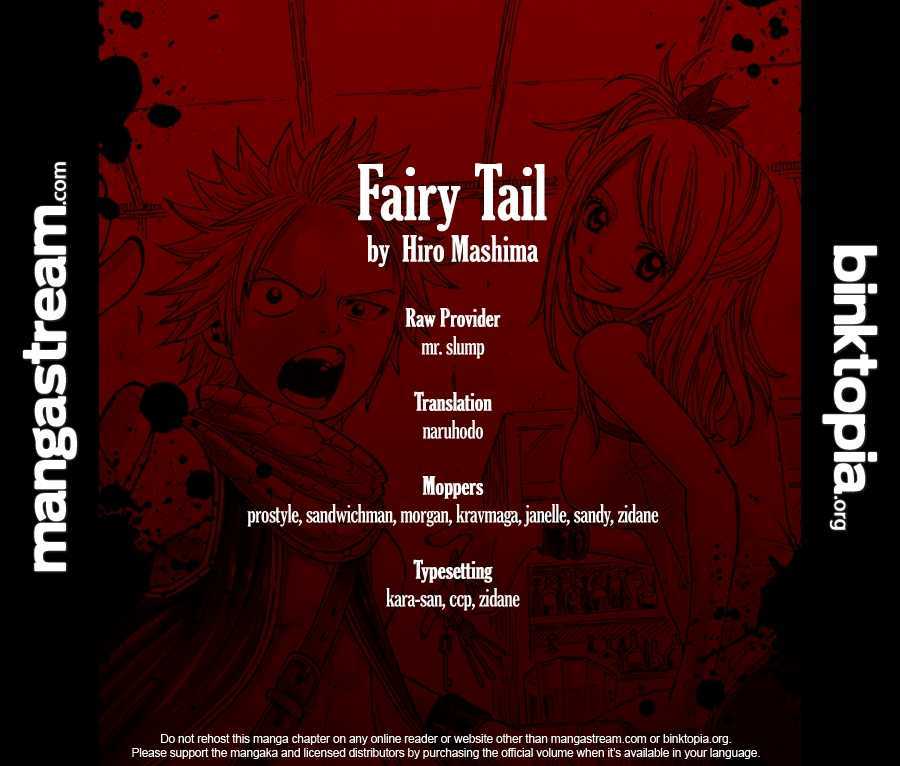 Fairy Tail
by Hiro Mashima
Raw Provider
mr. slump
Translation
naruhodo
Moppers
prostyle, sandwichman, morgan, kravmaga, janelle, sandy, zidane
Typesetting
kara-san, ccp, zidane
mangastream.com
binktopia.org
Do not rehost this manga chapter on any online reader or website other than mangastream.com or binktopia.org.
Please support the mangaka and licensed distributors by purchasing the official volume when it's available in your language.